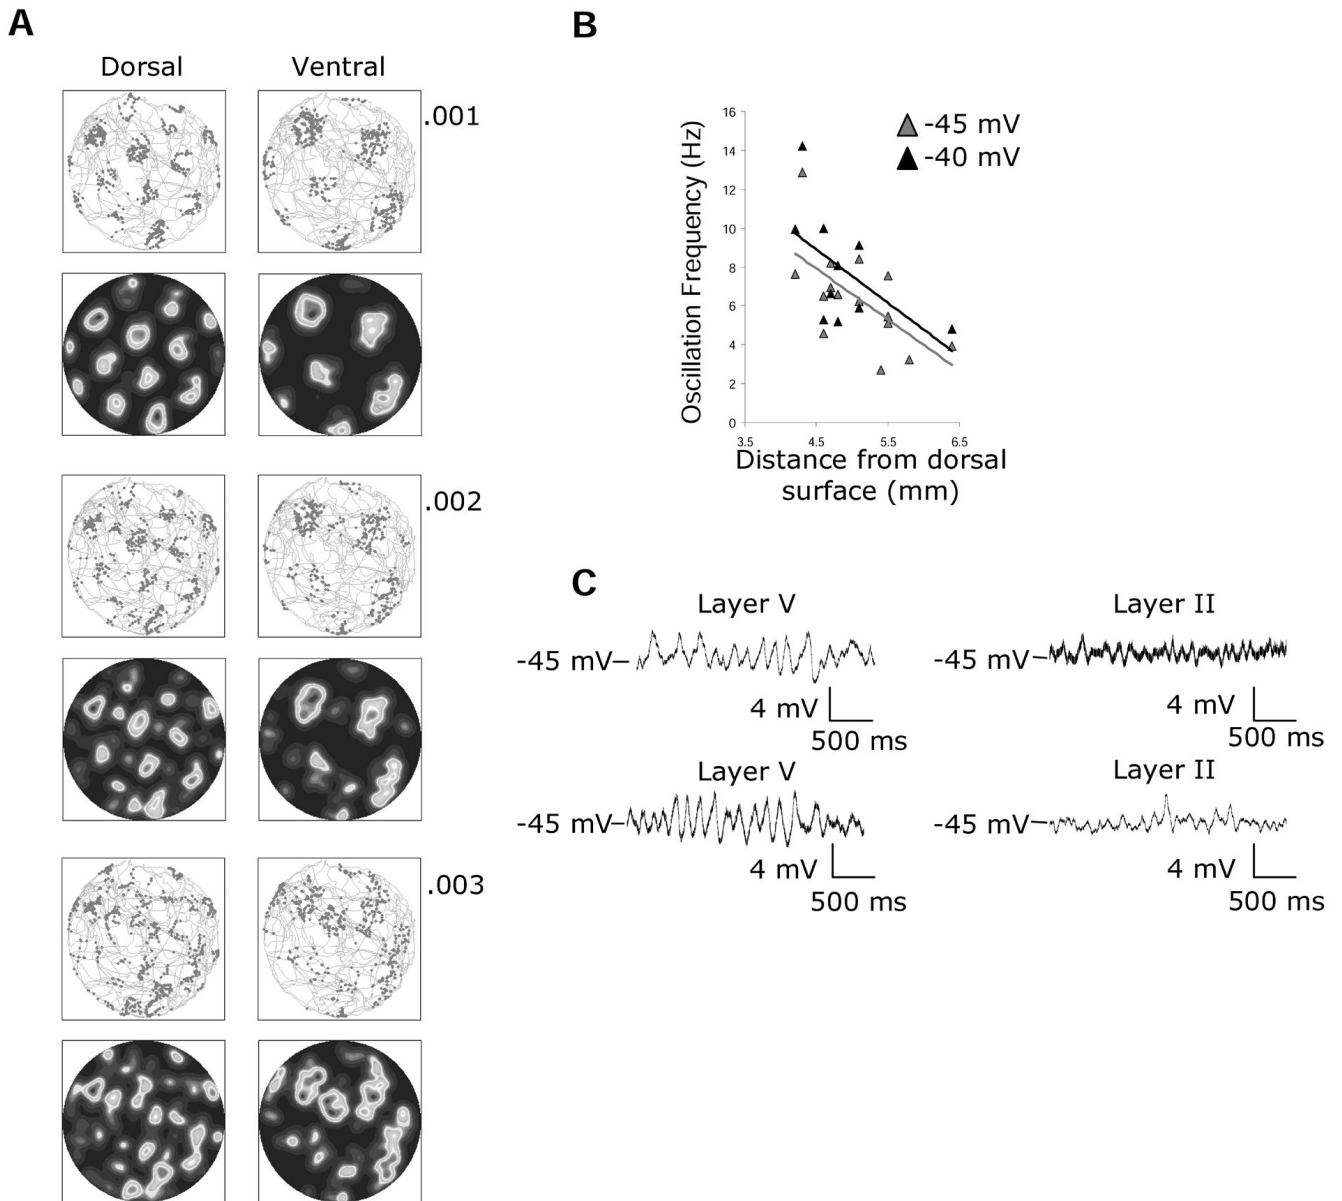 A
Dorsal
Ventral
.001
.002
.003
B
-45 mV
-40 mV
Oscillation Frequency (Hz)
16
14
12
10
8
6
4
2
0
3.5
4.5
5.5
6.5
Distance from dorsal
surface (mm)
C
Layer V
-45 mV
4 mV
500 ms
Layer II
-45 mV
4 mV
500 ms
Layer V
-45 mV
4 mV
500 ms
Layer II
-45 mV
4 mV
500 ms